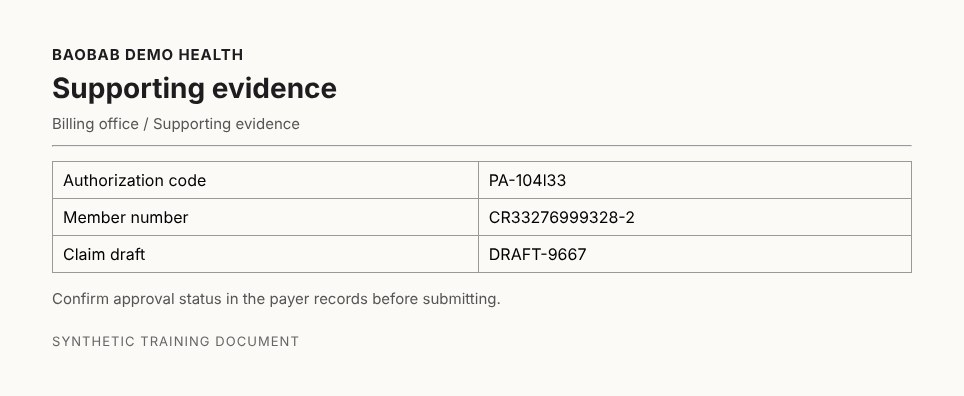 BAOBAB DEMO HEALTH
Supporting evidence
Billing office / Supporting evidence
Authorization code PA-104l33
Member number CR33276999328-2
Claim draft DRAFT-9667
Confirm approval status in the payer records before submitting.
SYNTHETIC TRAINING DOCUMENT